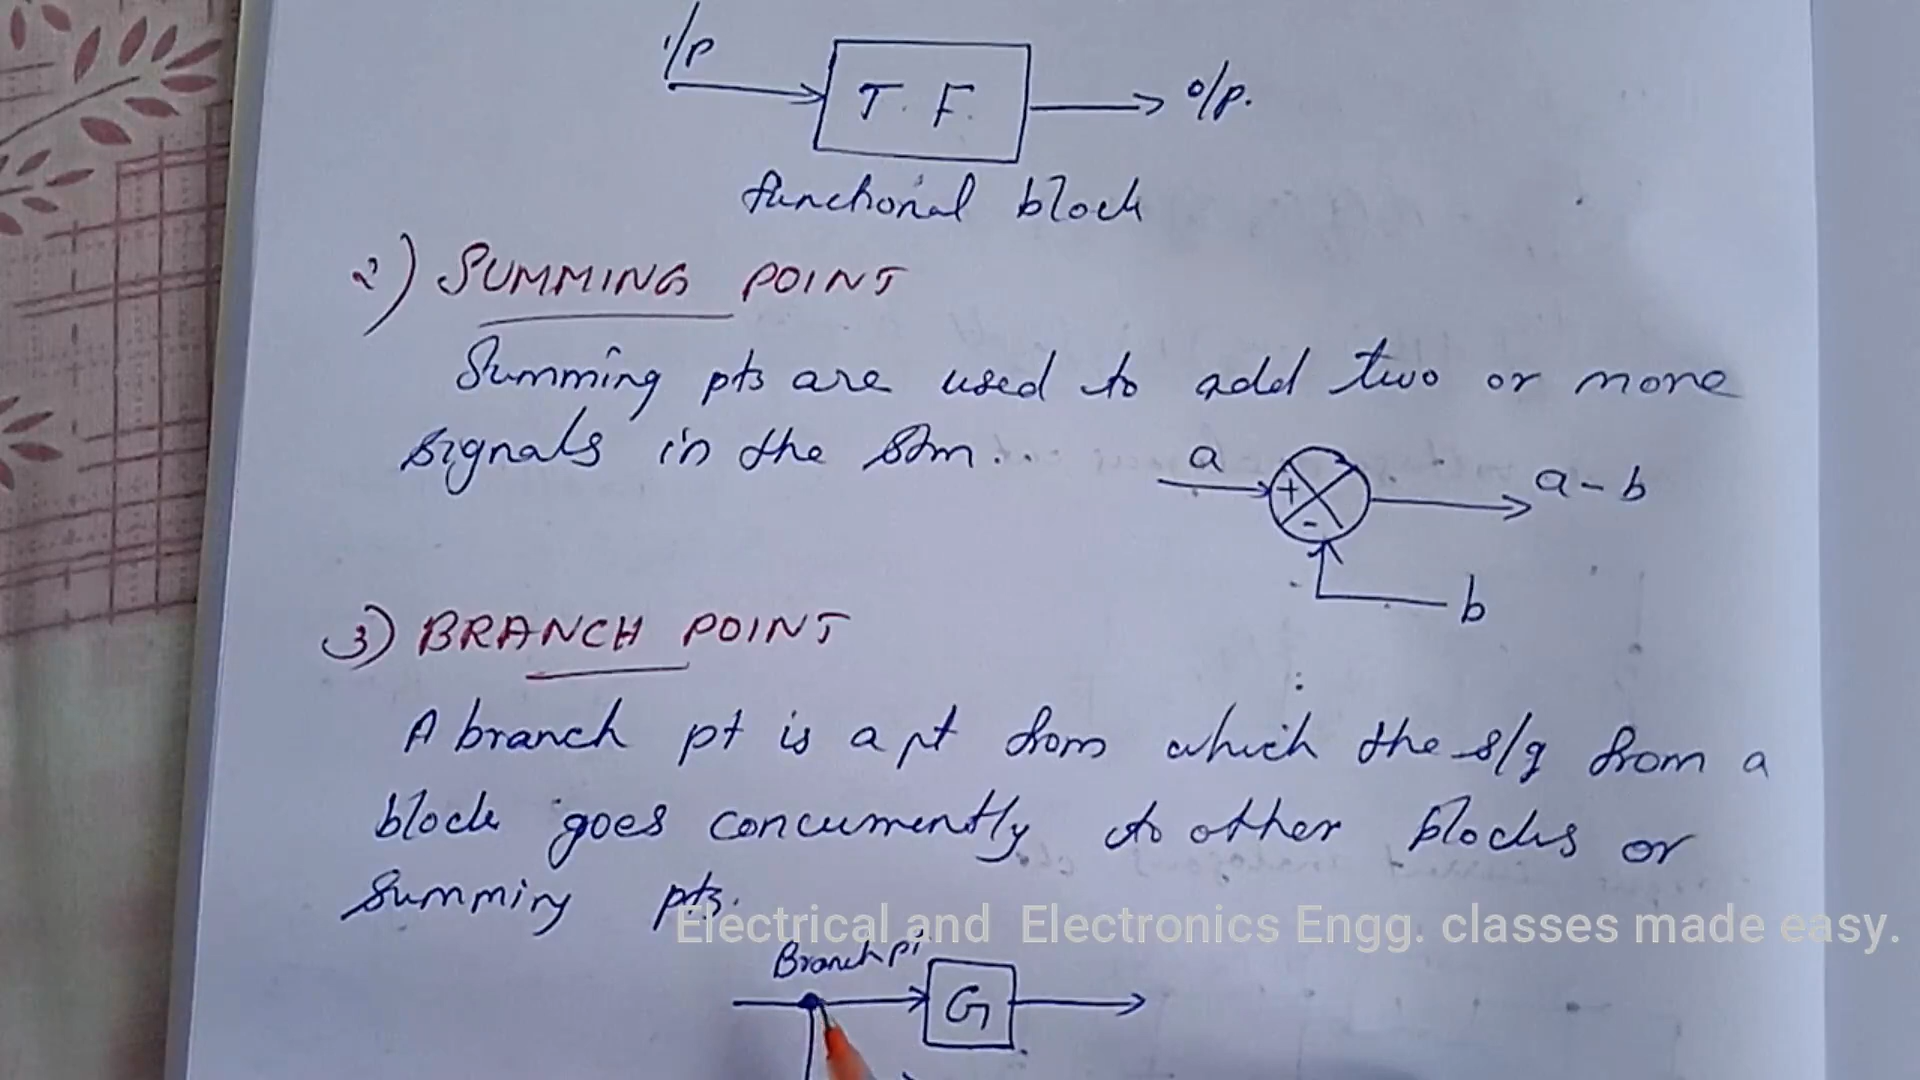 i/p
T.F.
o/p.
functional block
2) SUMMING POINT
Summing pts are used to add two or more
signals in the s/m...
a
+
-
a - b
b
3) BRANCH POINT
A branch pt is a pt from which the s/g from a
block goes concurrently to other blocks or
summing pts.
Electrical and Electronics Engg. classes made easy.
Branch pt
G